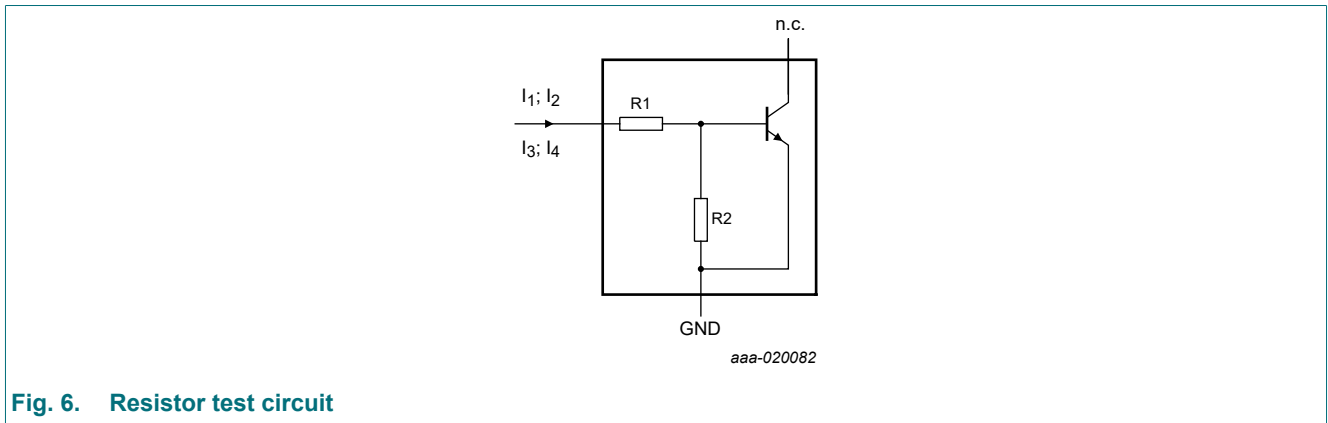 n.c.
I1; I2
R1
I3; I4
R2
GND
aaa-020082
Fig. 6. Resistor test circuit